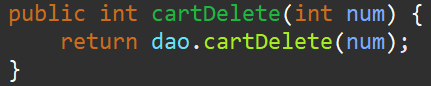 public int cartDelete(int num) {
    return dao.cartDelete(num);
}